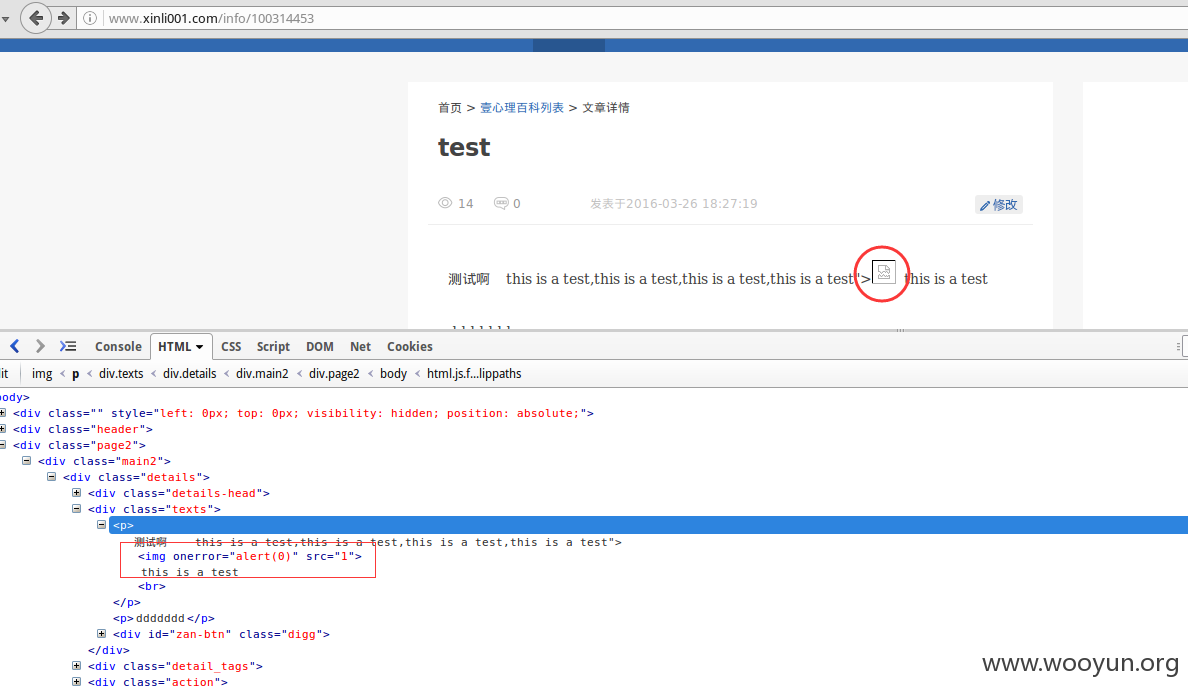 www.xinli001.com/info/100314453
首页 > 壹心理百科列表 > 文章详情
test
14 0 发表于2016-03-26 18:27:19 修改
测试啊 this is a test,this is a test,this is a test,this is a test"> this is a test
Console HTML CSS Script DOM Net Cookies
it img < p < div.texts < div.details < div.main2 < div.page2 < body < html.js.f...lippaths
ody>
<div class="" style="left: 0px; top: 0px; visibility: hidden; position: absolute;">
<div class="header">
<div class="page2">
<div class="main2">
<div class="details">
<div class="details-head">
<div class="texts">
<p>
测试啊 this is a test,this is a test,this is a test,this is a test">
<img onerror="alert(0)" src="1">
this is a test
<br>
</p>
<p>ddddddd</p>
<div id="zan-btn" class="digg">
</div>
<div class="detail_tags">
<div class="action">
www.wooyun.org